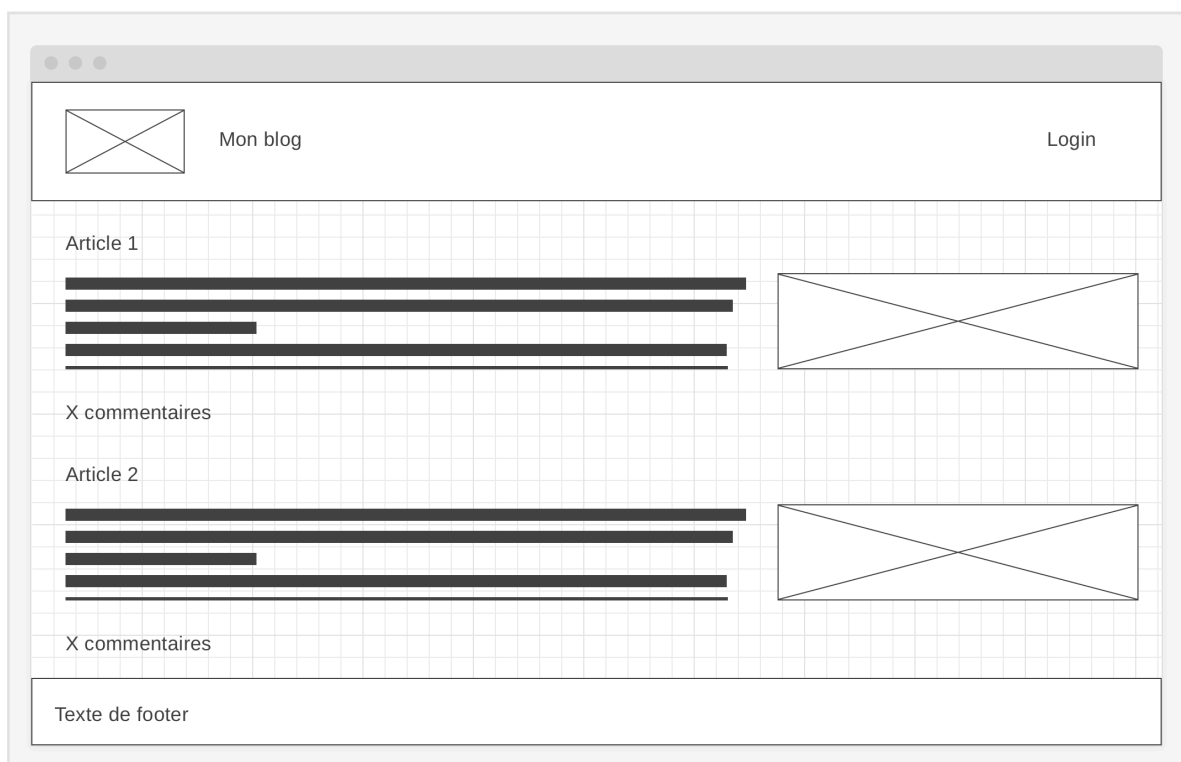 Mon blog
Login
Article 1
X commentaires
Article 2
X commentaires
Texte de footer